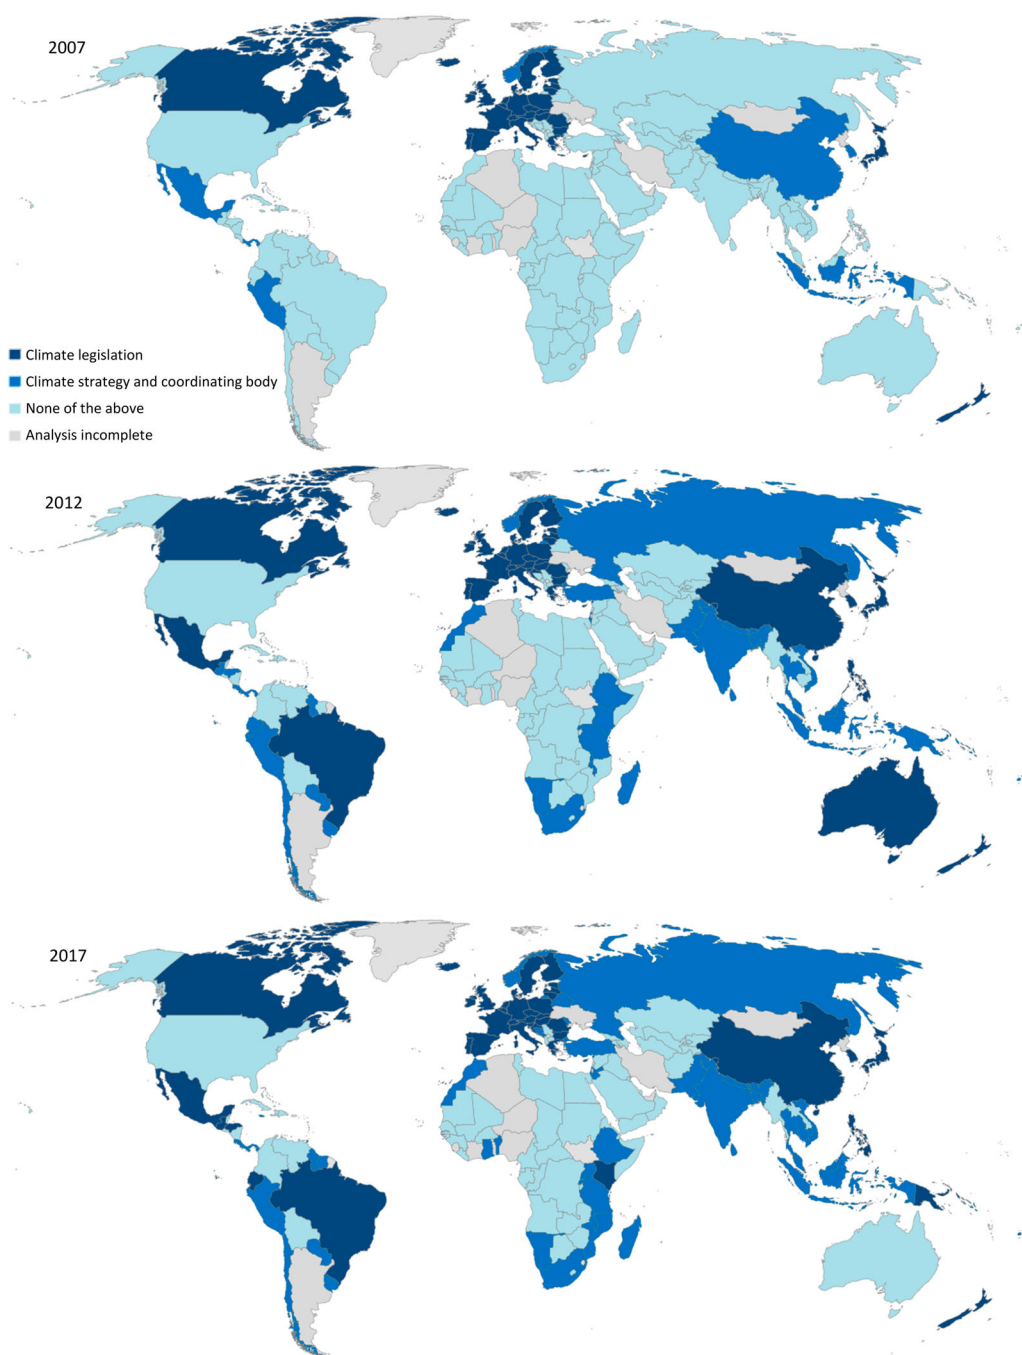 2007
Climate legislation
Climate strategy and coordinating body
None of the above
Analysis incomplete
2012
2017